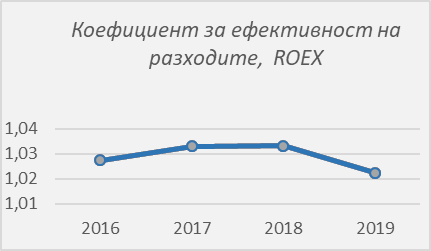 Коефициент за ефективност на
разходите, ROEX
1,04
1,03
1,02
1,01
2016 2017 2018 2019